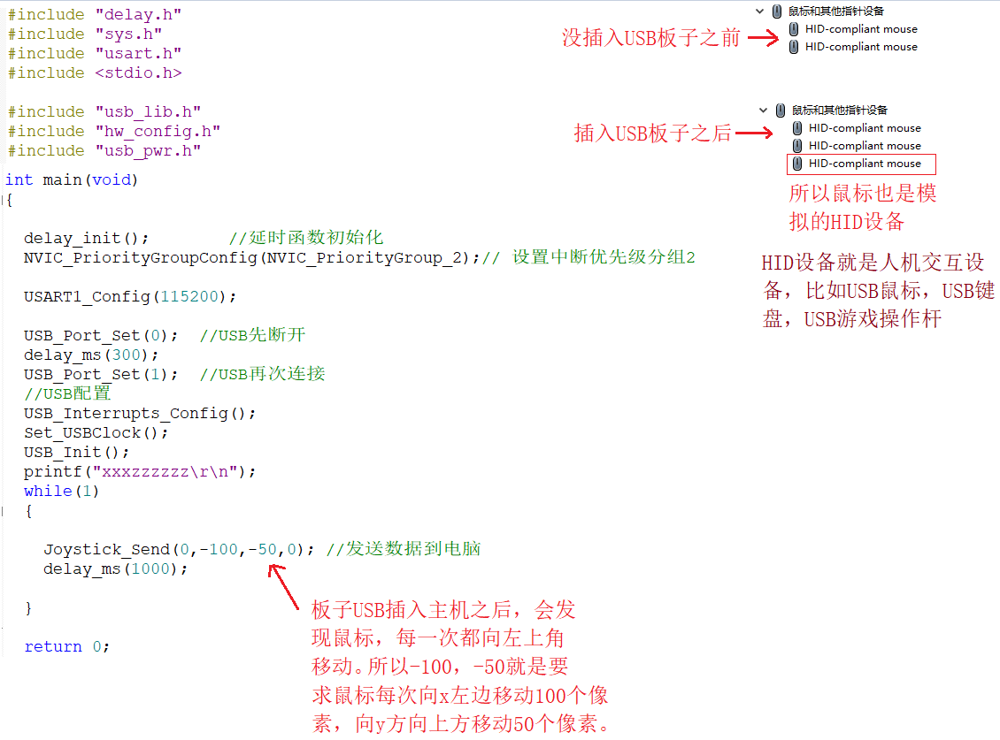 #include "delay.h"
#include "sys.h"
#include "usart.h"
#include <stdio.h>
#include "usb_lib.h"
#include "hw_config.h"
#include "usb_pwr.h"
int main(void)
{
delay_init(); //延时函数初始化
NVIC_PriorityGroupConfig(NVIC_PriorityGroup_2);// 设置中断优先级分组2
USART1_Config(115200);
USB_Port_Set(0); //USB先断开
delay_ms(300);
USB_Port_Set(1); //USB再次连接
//USB配置
USB_Interrupts_Config();
Set_USBClock();
USB_Init();
printf("xxxzzzzzz\r\n");
while(1)
{
Joystick_Send(0,-100,-50,0); //发送数据到电脑
delay_ms(1000);
}
return 0;
板子USB插入主机之后，会发
现鼠标，每一次都向左上角
移动。所以-100，-50就是要
求鼠标每次向x左边移动100个像
素，向y方向上方移动50个像素。
没插入USB板子之前
鼠标和其他指针设备
HID-compliant mouse
HID-compliant mouse
插入USB板子之后
鼠标和其他指针设备
HID-compliant mouse
HID-compliant mouse
HID-compliant mouse
所以鼠标也是模
拟的HID设备
HID设备就是人机交互设
备，比如USB鼠标，USB键
盘，USB游戏操作杆